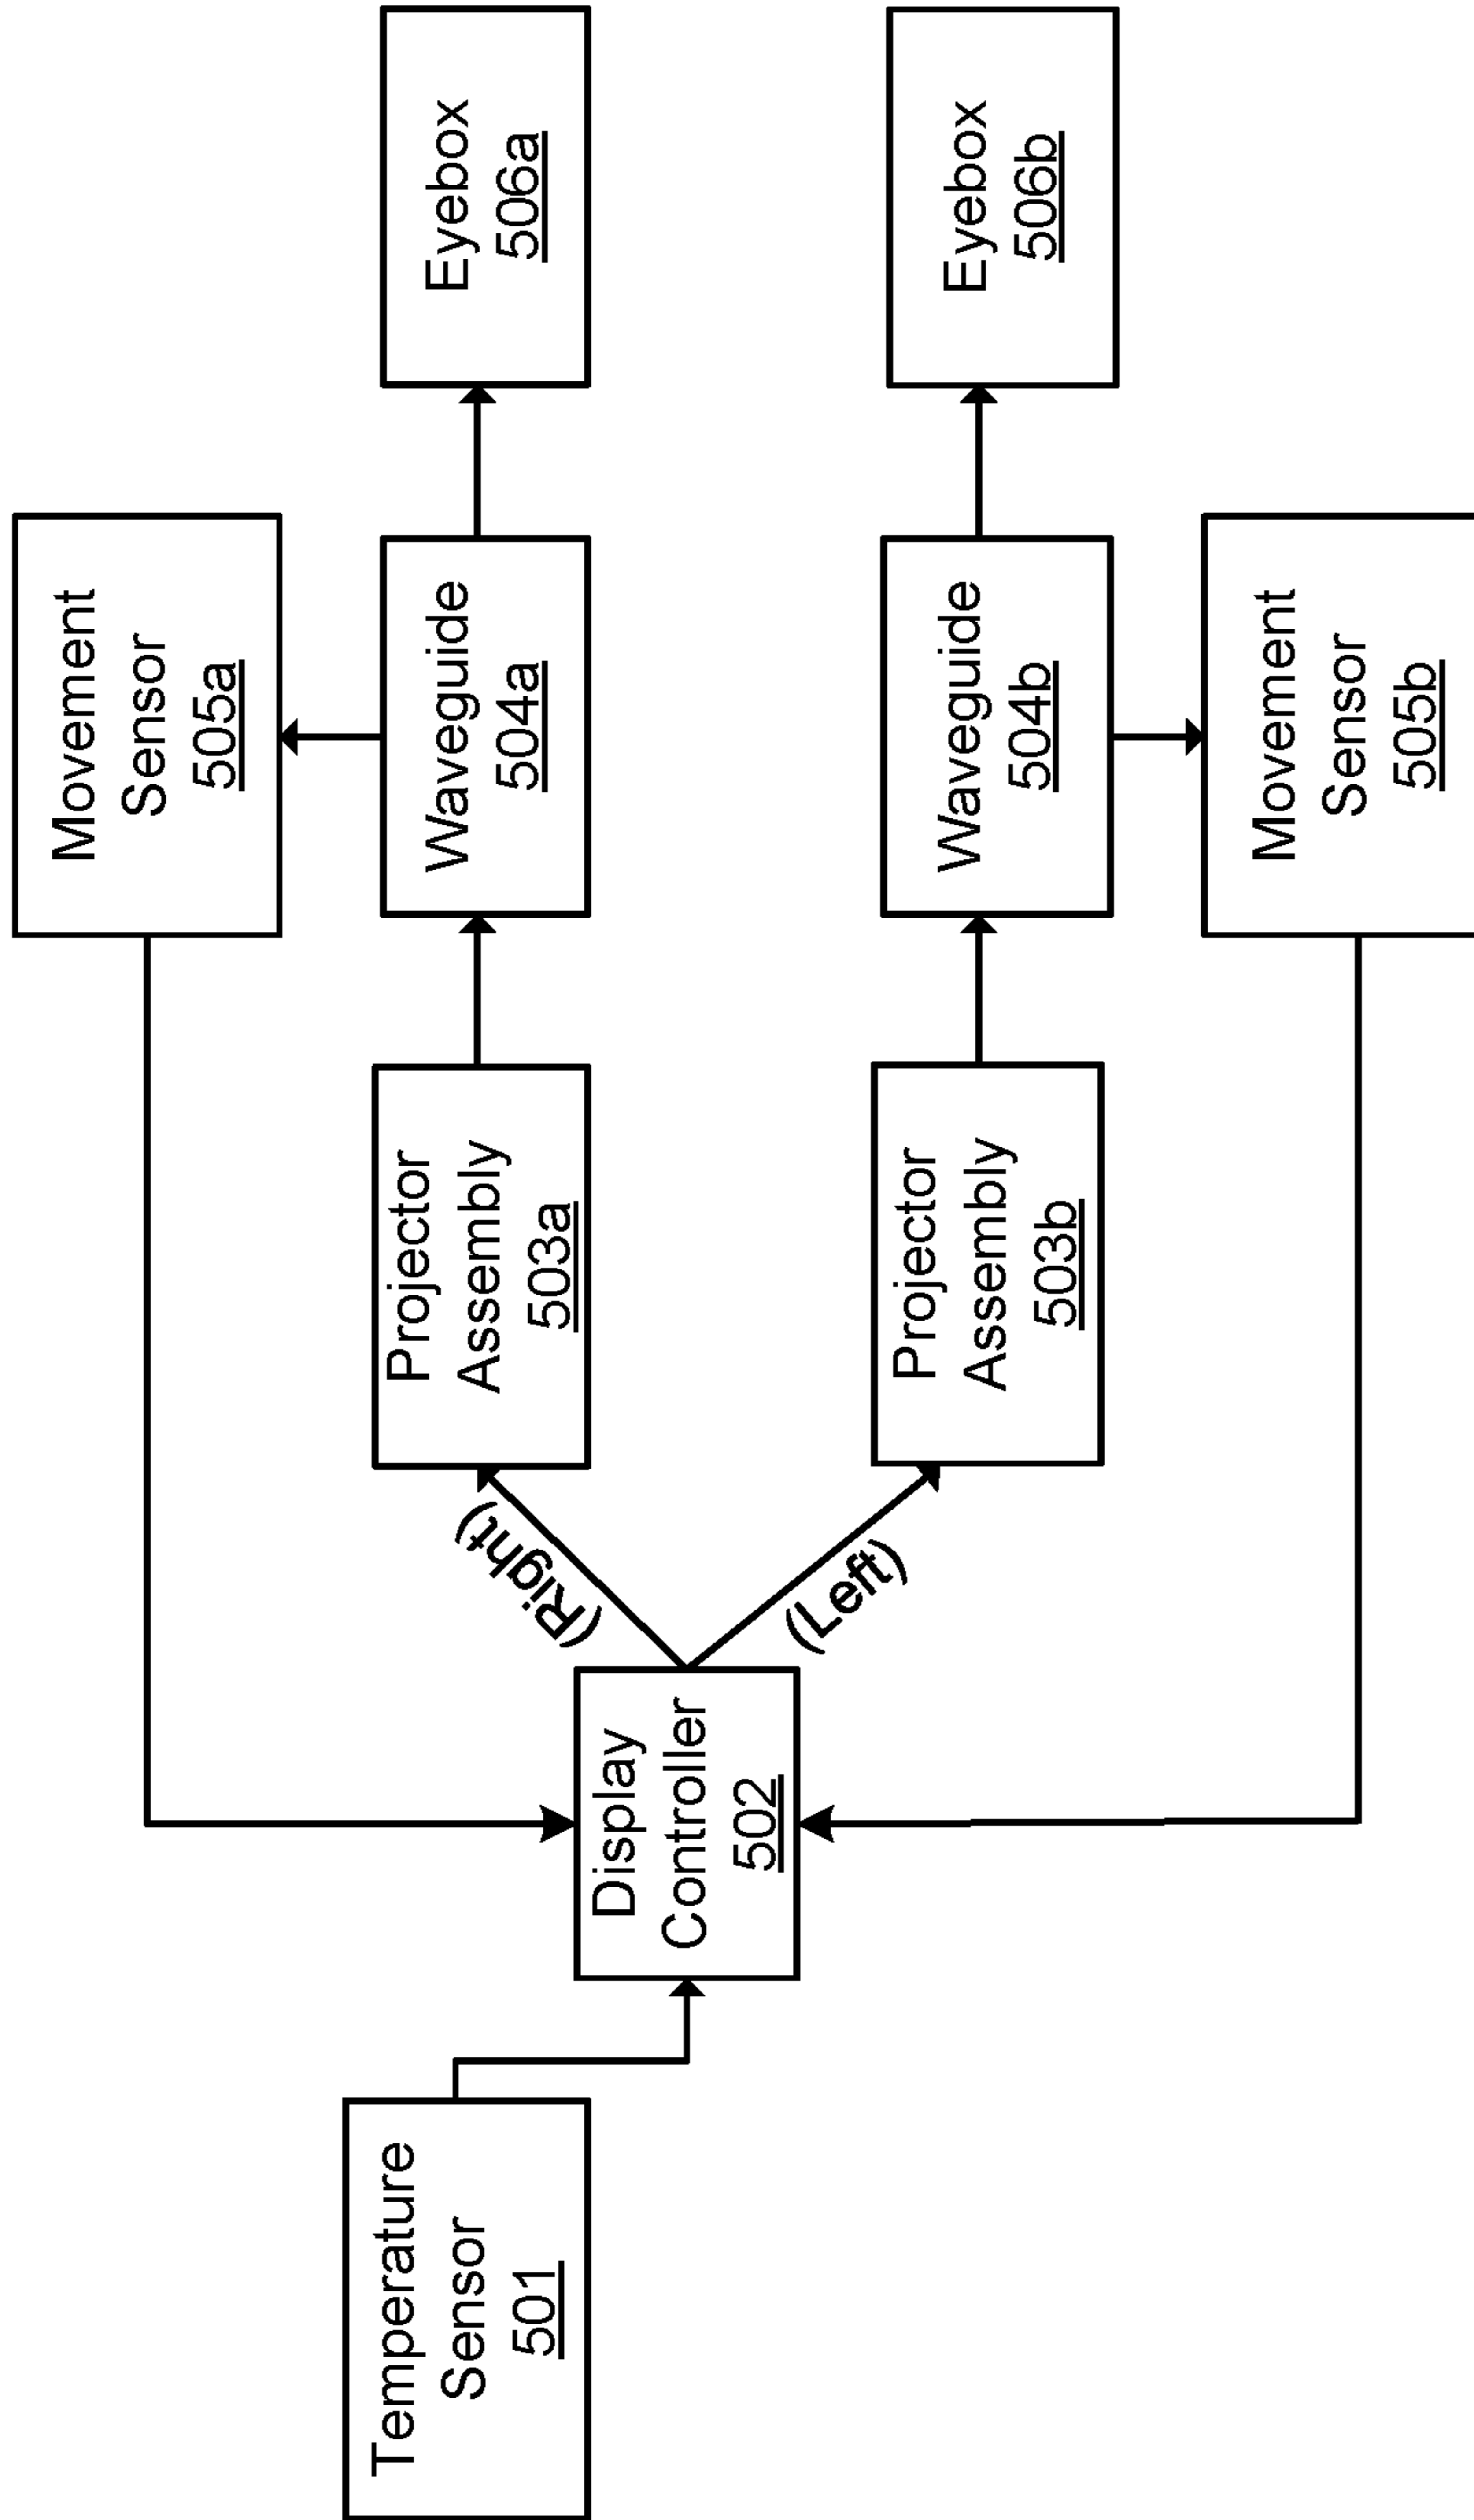 Temperature
Sensor
501
Display
Controller
502
(Right)
(Left)
Projector
Assembly
503a
Projector
Assembly
503b
Movement
Sensor
505a
Waveguide
504a
Waveguide
504b
Movement
Sensor
505b
Eyebox
506a
Eyebox
506b